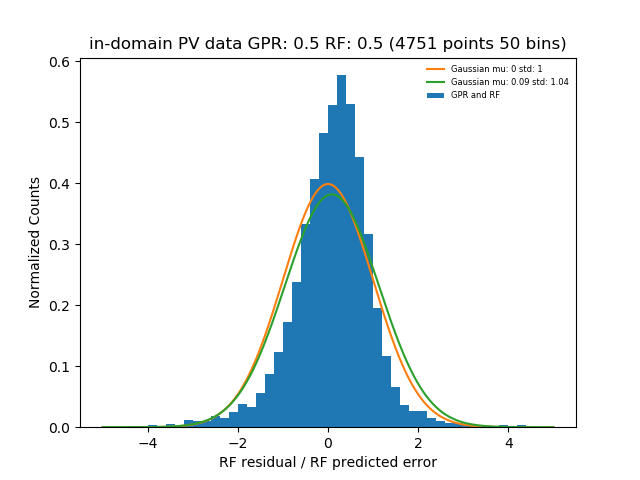 in-domain PV data GPR: 0.5 RF: 0.5 (4751 points 50 bins)
Gaussian mu: 0 std: 1
Gaussian mu: 0.09 std: 1.04
GPR and RF
Normalized Counts
0.6
0.5
0.4
0.3
0.2
0.1
0.0
−4
−2
0
2
4
RF residual / RF predicted error